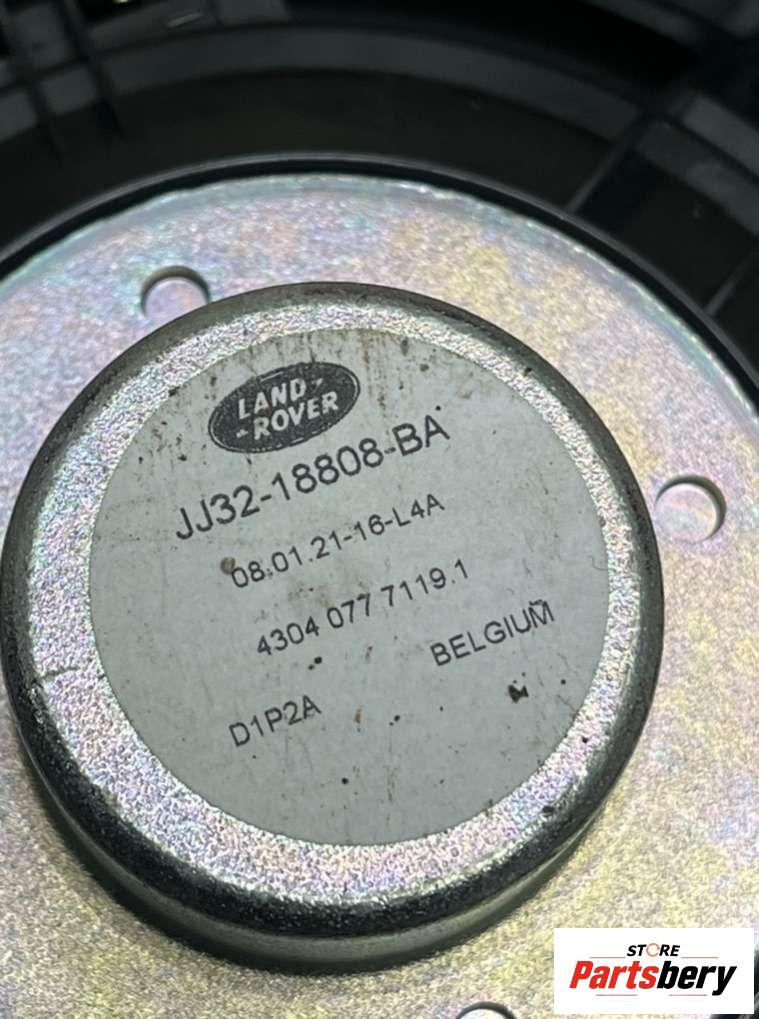 LAND-
-ROVER
JJ32-18808-BA
08.01.21-16-L4A
4304 077 7119.1
BELGIUM
D1P2A
STORE
Partsbery